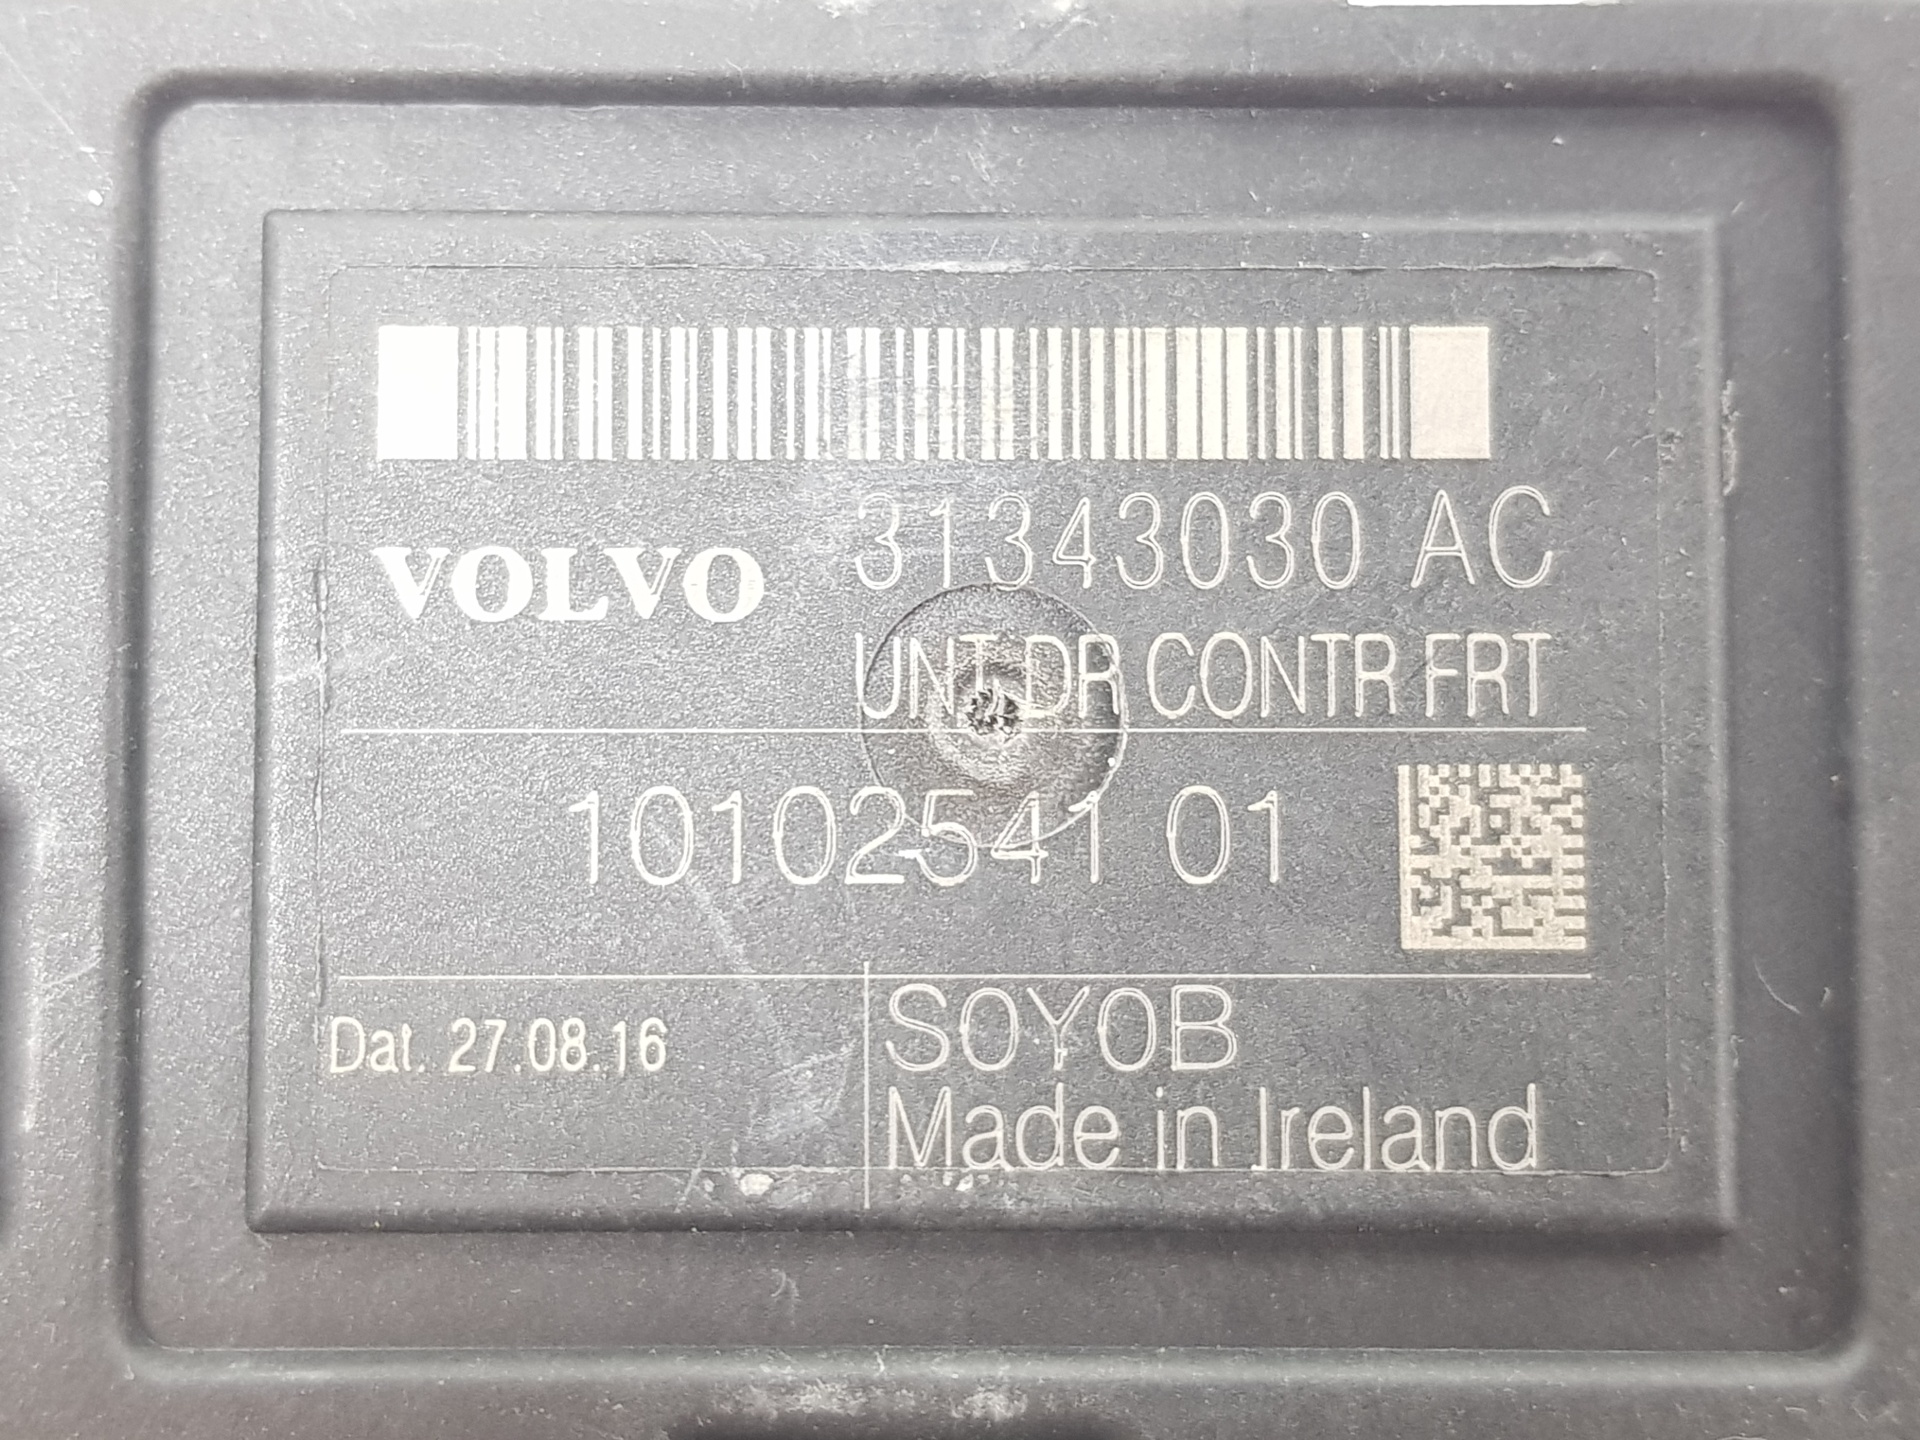 31343030 AC
VOLVO
UNT DR CONTR FRT
10102541 01
Dat. 27.08.16
S0Y0B
Made in Ireland